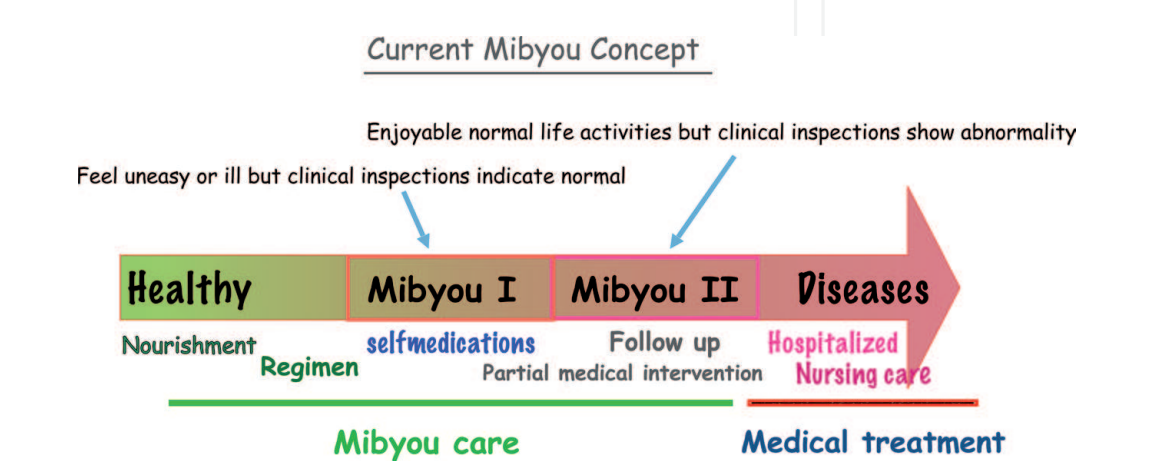 Current Mibyou Concept
Enjoyable normal life activities but clinical inspections show abnormality
Feel uneasy or ill but clinical inspections indicate normal
Healthy
Mibyou I
Mibyou II
Diseases
Nourishment
Regimen
selfmedications
Follow up
Partial medical intervention
Hospitalized
Nursing care
Mibyou care
Medical treatment